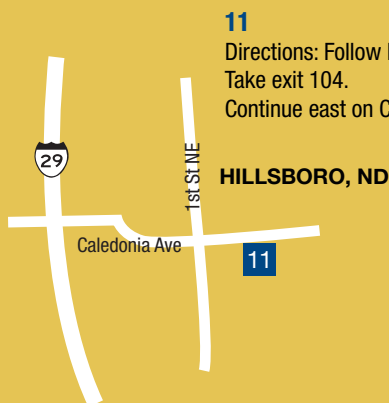 11
Directions: Follow
Take exit 104.
Continue east on
HILLSBORO, ND
29
1st St NE
Caledonia Ave
11